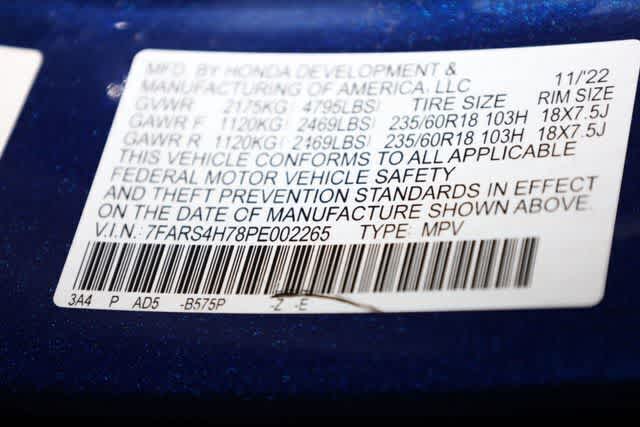 MFD. BY HONDA DEVELOPMENT &
MANUFACTURING OF AMERICA, LLC 11/'22
GVWR 2175KG( 4795LBS) TIRE SIZE RIM SIZE
GAWR F 1120KG( 2469LBS) 235/60R18 103H 18X7.5J
GAWR R 1120KG( 2469LBS) 235/60R18 103H 18X7.5J
THIS VEHICLE CONFORMS TO ALL APPLICABLE
FEDERAL MOTOR VEHICLE SAFETY
AND THEFT PREVENTION STANDARDS IN EFFECT
ON THE DATE OF MANUFACTURE SHOWN ABOVE.
V.I.N: 7FARS4H78PE002265 TYPE: MPV
3A4 P AD5 -B575P -Z -E